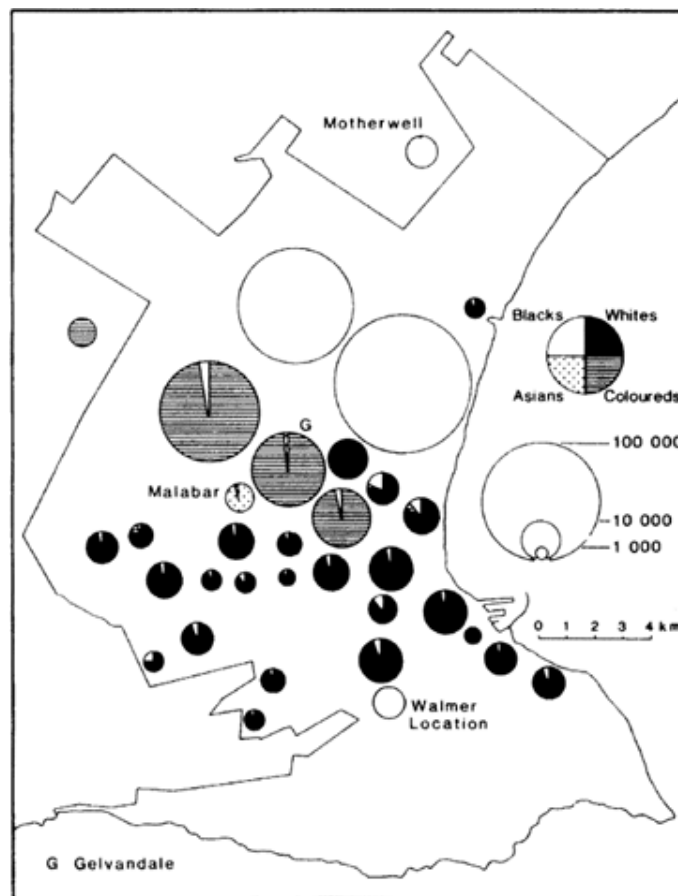 Motherwell
Blacks
Whites
Asians
Coloureds
G
100 000
Malabar
10 000
1 000
0 1 2 3 4 km
Walmer
Location
G Gelvandale